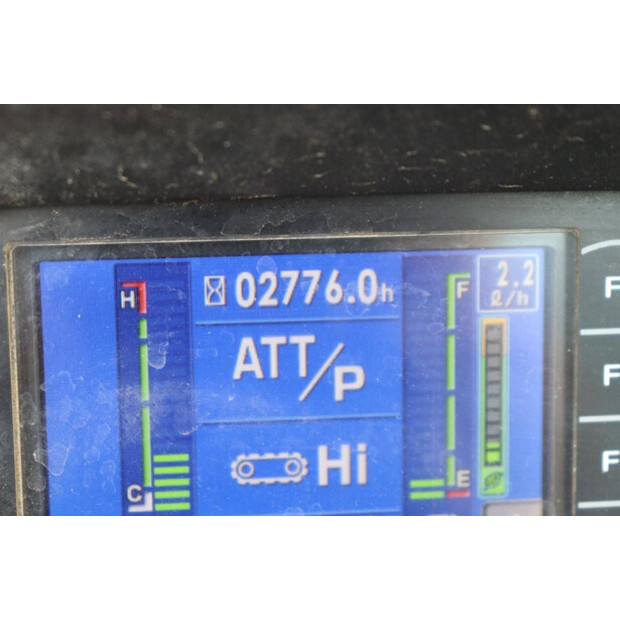 H 02776.0h F 2.2
ℓ/h
F
ATT/P
F
Hi
F
C E